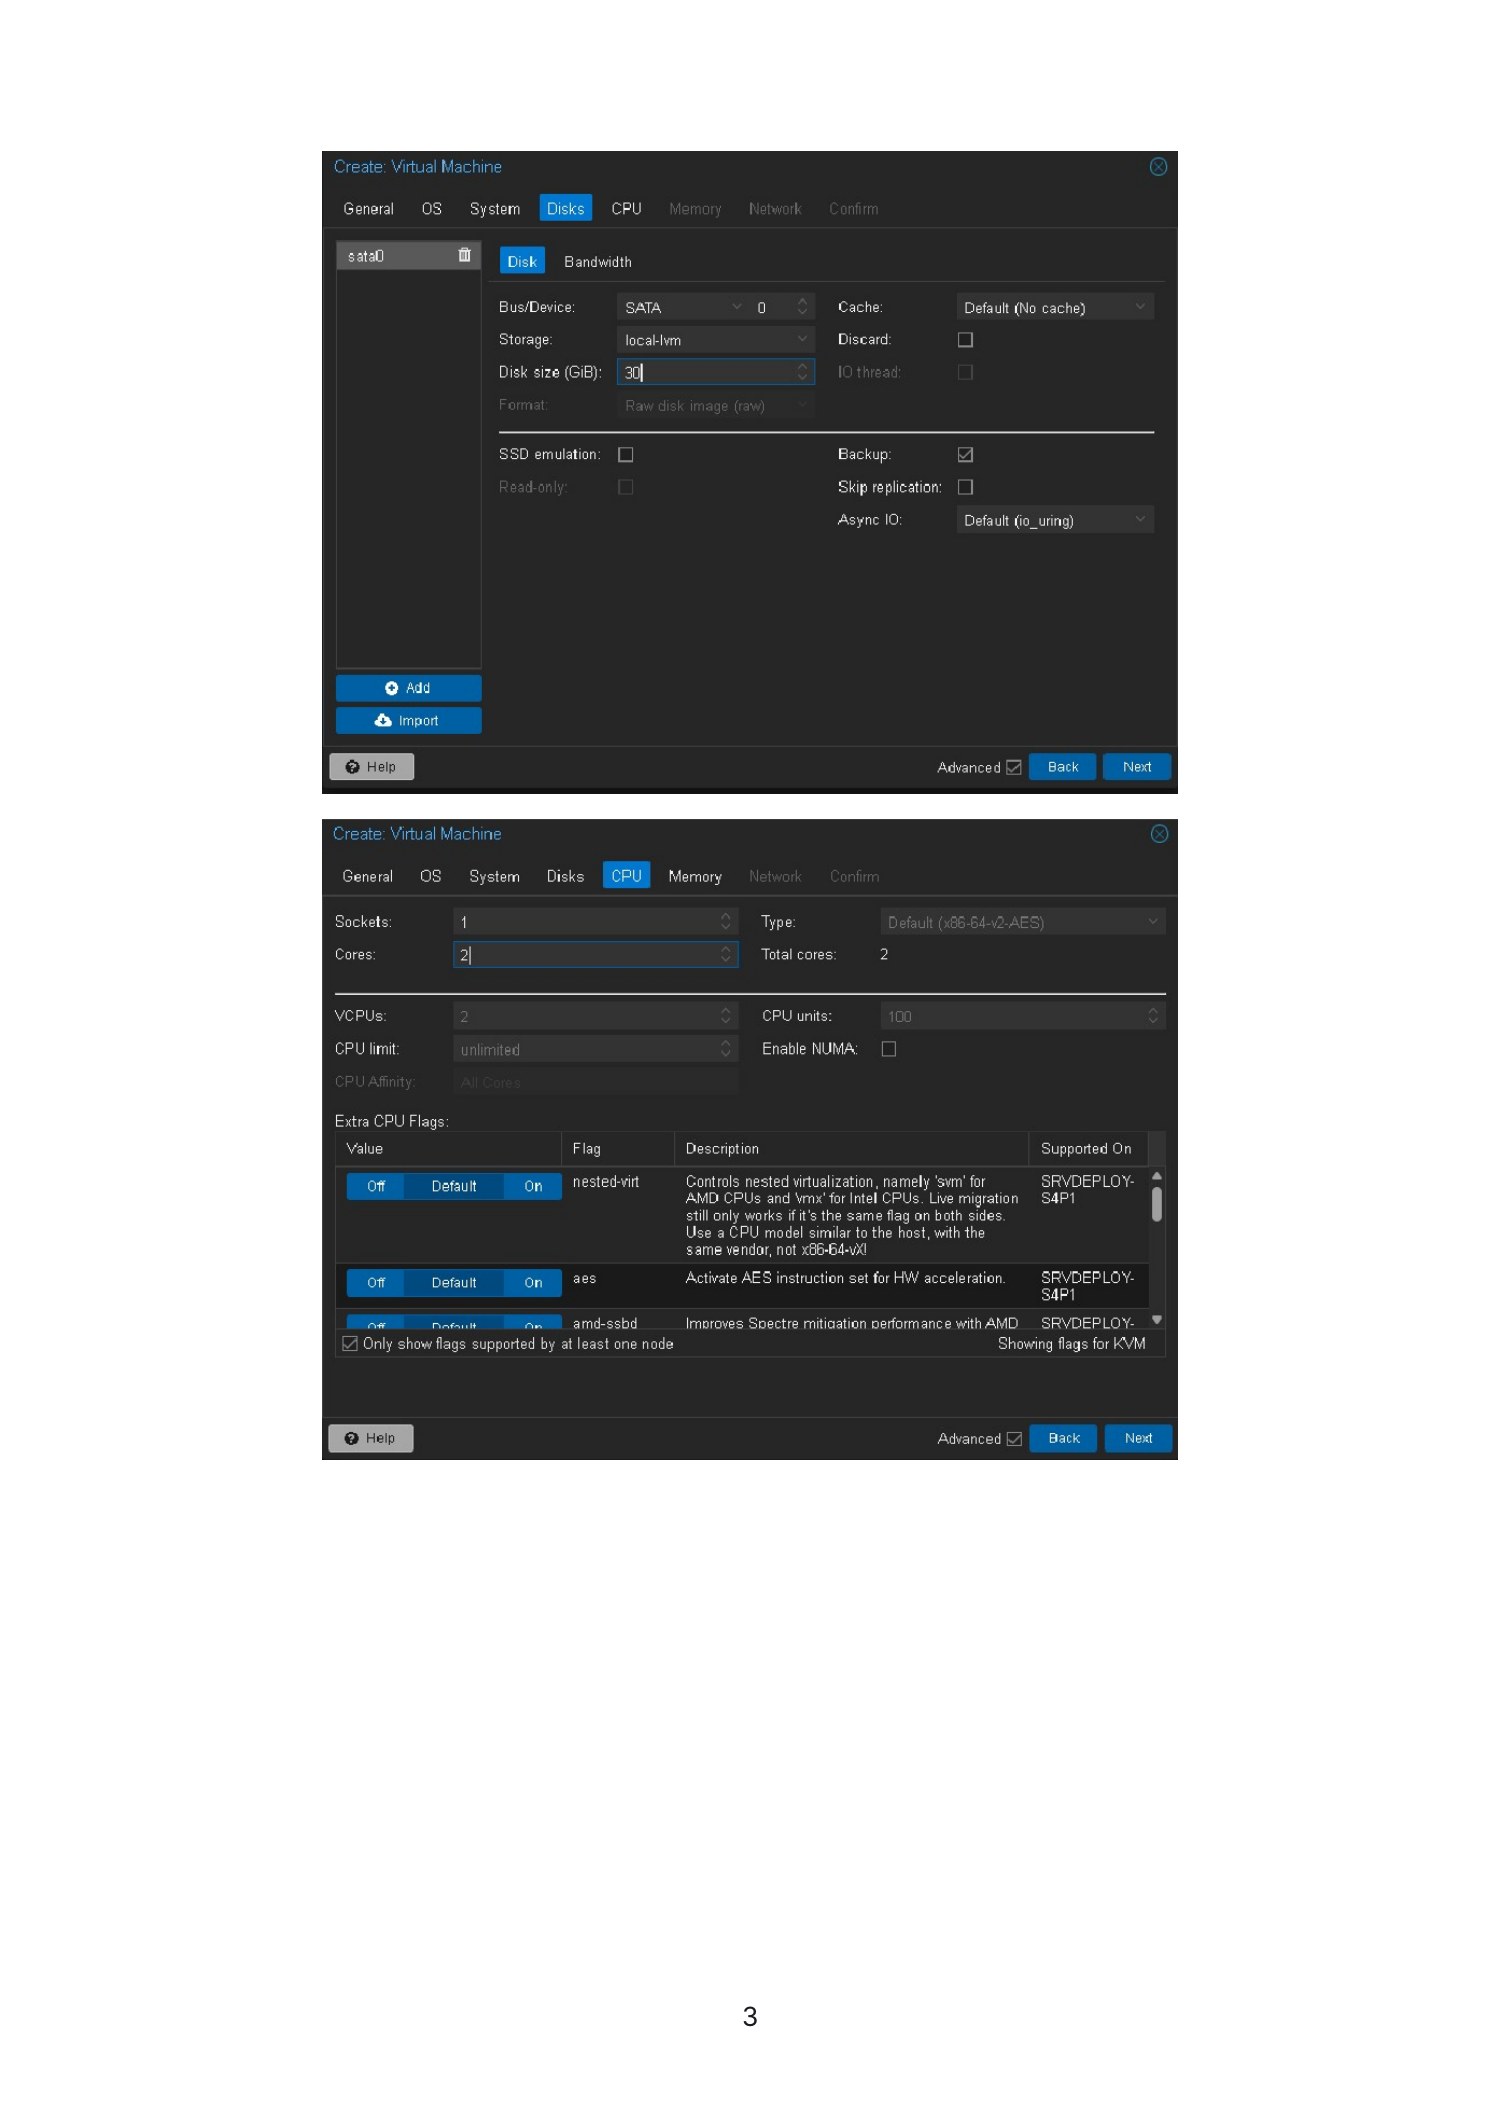 Create: Virtual Machine
General OS System Disks CPU Memory Network Confirm
sata0
Disk Bandwidth
Bus/Device: SATA 0 Cache: Default (No cache)
Storage: local-lvm Discard:
Disk size (GiB): 30 IO thread:
Format: Raw disk image (raw)
SSD emulation: Backup:
Read-only: Skip replication:
Async IO: Default (io_uring)
Add
Import
Help Advanced Back Next
Create: Virtual Machine
General OS System Disks CPU Memory Network Confirm
Sockets: 1 Type: Default (x86-64-v2-AES)
Cores: 2 Total cores: 2
VCPUs: 2 CPU units: 100
CPU limit: unlimited Enable NUMA:
CPU Affinity: All Cores
Extra CPU Flags:
Value Flag Description Supported On
Off Default On nested-virt Controls nested virtualization, namely 'svm' for SRVDEPLOY-
AMD CPUs and 'vmx' for Intel CPUs. Live migration S4P1
still only works if it's the same flag on both sides.
Use a CPU model similar to the host, with the
same vendor, not x86-64-vX!
Off Default On aes Activate AES instruction set for HW acceleration. SRVDEPLOY-
S4P1
Off Default On amd-ssbd Improves Spectre mitigation performance with AMD SRVDEPLOY-
Only show flags supported by at least one node Showing flags for KVM
Help Advanced Back Next
3